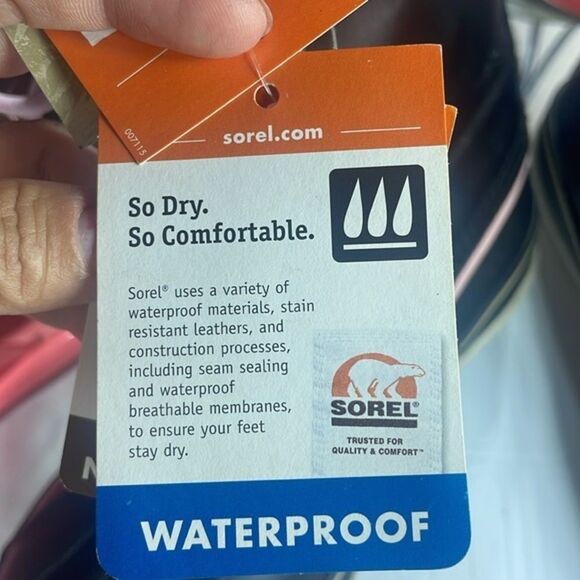 007115
sorel.com
So Dry.
So Comfortable.
Sorel® uses a variety of
waterproof materials, stain
resistant leathers, and
construction processes,
including seam sealing
and waterproof
breathable membranes,
to ensure your feet
stay dry.
SOREL®
TRUSTED FOR
QUALITY & COMFORT™
WATERPROOF